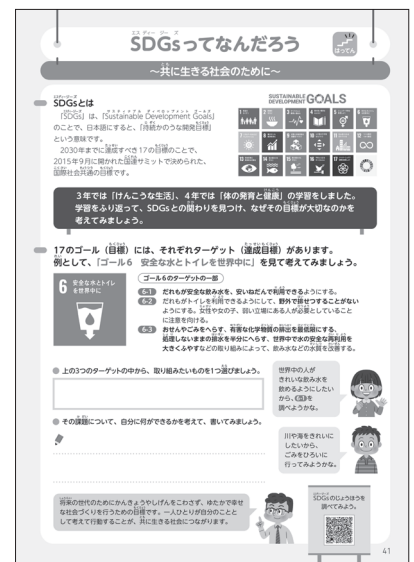 エス ディー ジー ズ
SDGsってなんだろう
はってん
～共に生きる社会のために～
SDGsとは
「SDGs」は、「Sustainable Development Goals」
のことで、日本語にすると、「持続かのうな開発目標」
という意味です。
2030年までに達成すべき17の目標のことで、
2015年9月に開かれた国連サミットで決められた、
国際社会共通の目標です。
SUSTAINABLE
DEVELOPMENT GOALS
3年では「けんこうな生活」、4年では「体の発育と健康」の学習をしました。
学習をふり返って、SDGsとの関わりを見つけ、なぜその目標が大切なのかを
考えてみましょう。
17のゴール（目標）には、それぞれターゲット（達成目標）があります。
例として、「ゴール6 安全な水とトイレを世界中に」を見て考えてみましょう。
6 安全な水とトイレ
を世界中に
ゴール6のターゲットの一部
6-1 だれもが安全な飲み水を、安いねだんで利用できるようにする。
6-2 だれもがトイレを利用できるようにして、野外で排せつすることがない
ようにする。女性や女の子、弱い立場にある人が必要としていること
に注意を向ける。
6-3 おせんやごみをへらす、有害な化学物質の排出を最低限にする、
処理しないままの排水を半分にへらす、世界中で水の安全な再利用を
大きくふやすなどの取り組みによって、飲み水などの水質を改善する。
上の3つのターゲットの中から、取り組みたいものを1つ選びましょう。
世界中の人が
きれいな飲み水を
飲めるようにしたい
から、6-1を
調べようかな。
その課題について、自分に何ができるかを考えて、書いてみましょう。
川や海をきれいに
したいから、
ごみをひろいに
行ってみようかな。
将来の世代のためにかんきょうやしげんをこわさず、ゆたかで幸せ
な社会づくりを行うための目標です。一人ひとりが自分のこと
として考えて行動することが、共に生きる社会につながります。
SDGsのじょうほうを
調べてみよう。
41